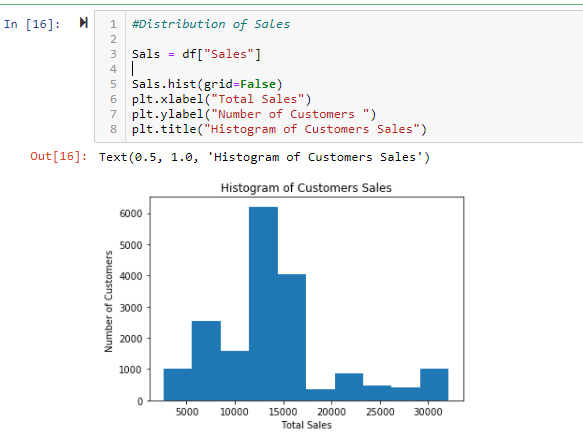 In [16]:
1 #Distribution of Sales
2
3 Sals = df["Sales"]
4
5 Sals.hist(grid=False)
6 plt.xlabel("Total Sales")
7 plt.ylabel("Number of Customers ")
8 plt.title("Histogram of Customers Sales")
Out[16]: Text(0.5, 1.0, 'Histogram of Customers Sales')
Histogram of Customers Sales
Number of Customers
6000
5000
4000
3000
2000
1000
0
5000 10000 15000 20000 25000 30000
Total Sales